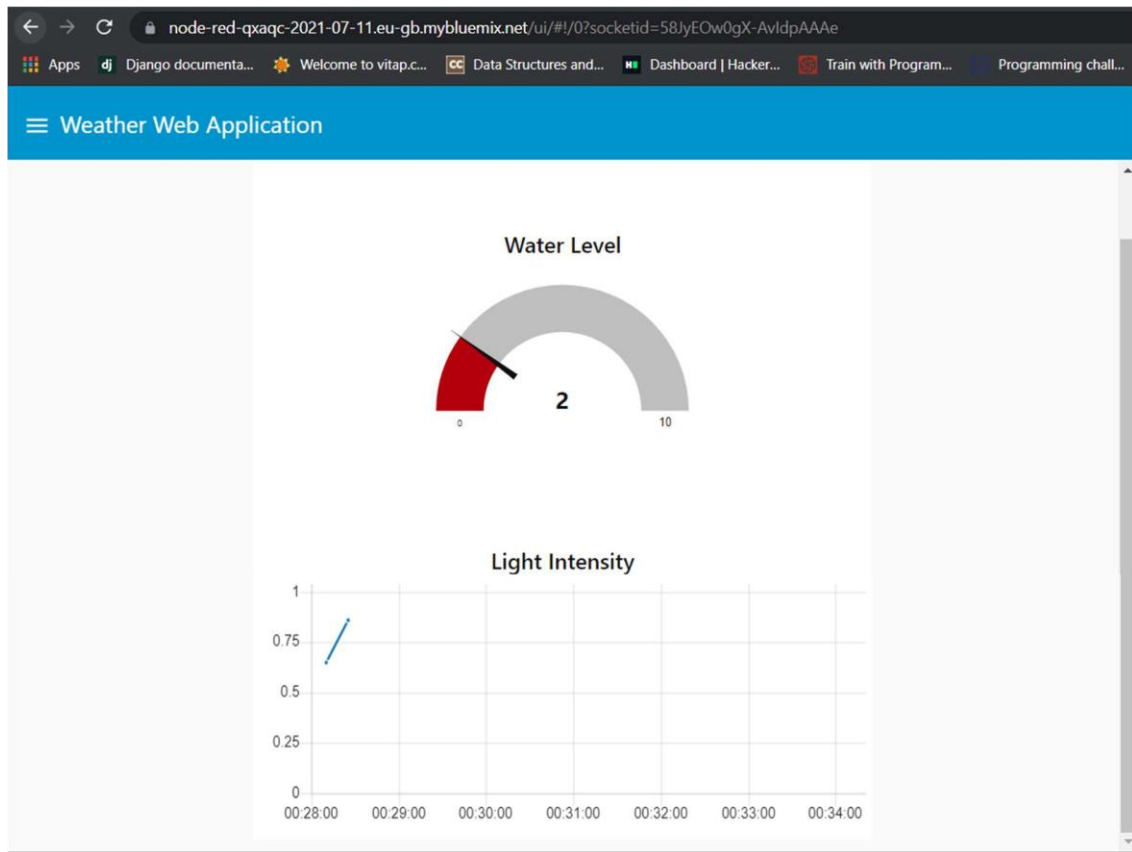 node-red-qxaqc-2021-07-11.eu-gb.mybluemix.net/ui/#!/0?socketid=58JyEOw0gX-AvIdpAAAe
Apps dj Django documenta... Welcome to vitap.c... CC Data Structures and... H Dashboard | Hacker... Train with Program... Programming chall...
Weather Web Application
Water Level
2
0 10
Light Intensity
1
0.75
0.5
0.25
0
00:28:00 00:29:00 00:30:00 00:31:00 00:32:00 00:33:00 00:34:00